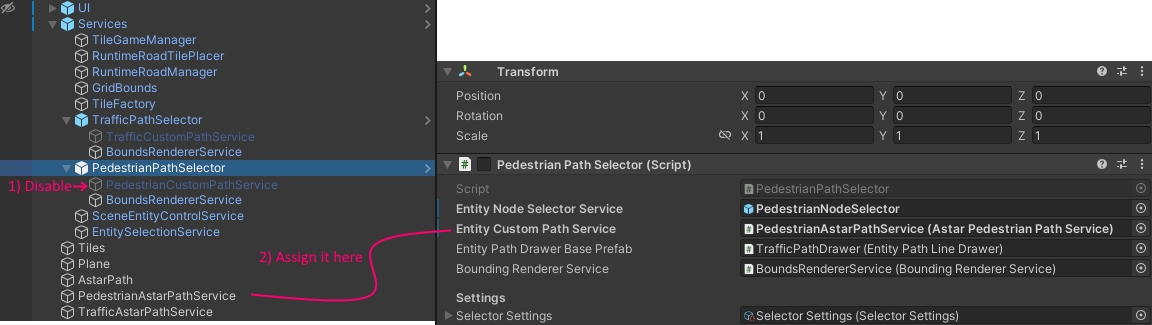 UI
Services
TileGameManager
RuntimeRoadTilePlacer
RuntimeRoadManager
GridBounds
TileFactory
TrafficPathSelector
TrafficCustomPathService
BoundsRendererService
PedestrianPathSelector
1) Disable
PedestrianCustomPathService
BoundsRendererService
SceneEntityControlService
EntitySelectionService
Tiles
Plane
AstarPath
PedestrianAstarPathService
TrafficAstarPathService
2) Assign it here
Transform
Position X 0 Y 0 Z 0
Rotation X 0 Y 0 Z 0
Scale X 1 Y 1 Z 1
# Pedestrian Path Selector (Script)
Script # PedestrianPathSelector
Entity Node Selector Service PedestrianNodeSelector
Entity Custom Path Service # PedestrianAstarPathService (Astar Pedestrian Path Service)
Entity Path Drawer Base Prefab # TrafficPathDrawer (Entity Path Line Drawer)
Bounding Renderer Service # BoundsRendererService (Bounding Renderer Service)
Settings
Selector Settings Selector Settings (Selector Settings)